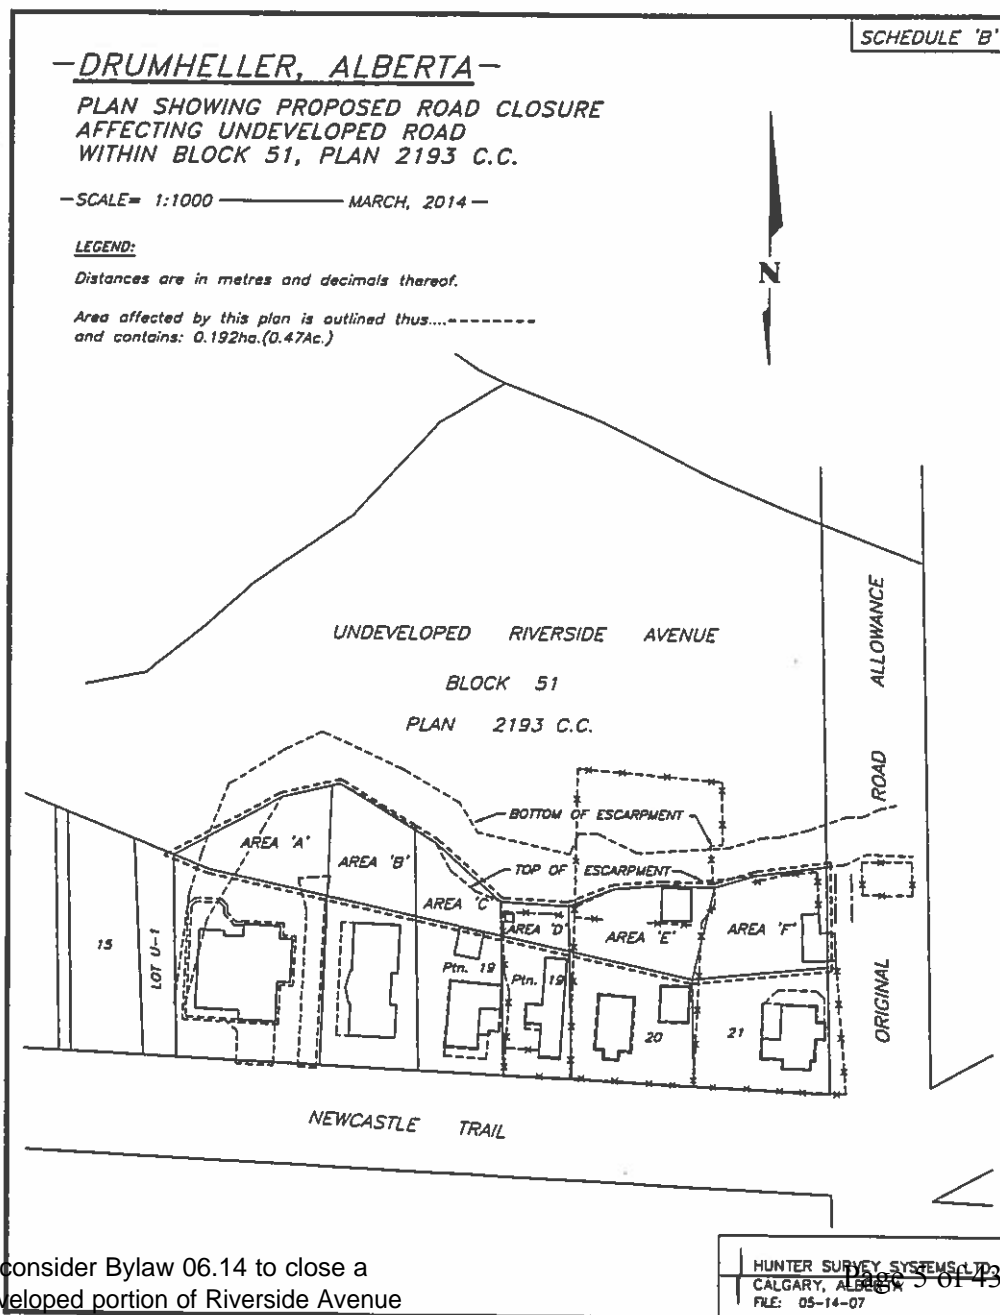 SCHEDULE 'B'
-DRUMHELLER, ALBERTA-
PLAN SHOWING PROPOSED ROAD CLOSURE
AFFECTING UNDEVELOPED ROAD
WITHIN BLOCK 51, PLAN 2193 C.C.
-SCALE= 1:1000 ———— MARCH, 2014-
LEGEND:
Distances are in metres and decimals thereof.
Area affected by this plan is outlined thus....---------
and contains: 0.192ha.(0.47Ac.)
N
UNDEVELOPED RIVERSIDE AVENUE
BLOCK 51
PLAN 2193 C.C.
ORIGINAL ROAD ALLOWANCE
BOTTOM OF ESCARPMENT
TOP OF ESCARPMENT
AREA 'A'
AREA 'B'
AREA 'C'
AREA 'D'
AREA 'E'
AREA 'F'
15
LOT U-1
Ptn. 19
Ptn. 19
20
21
NEWCASTLE TRAIL
consider Bylaw 06.14 to close a
veloped portion of Riverside Avenue
HUNTER SURVEY SYSTEMS LTD.
CALGARY, ALBERTA
FILE: 05-14-07
Page 5 of 43